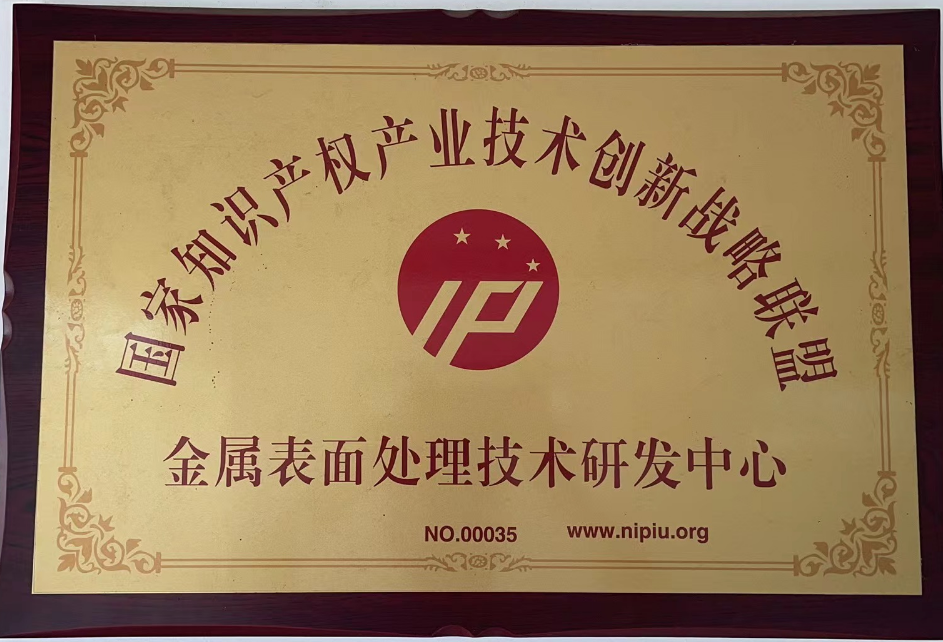 国家知识产权产业技术创新战略联盟
IP
金属表面处理技术研发中心
NO.00035 www.nipiu.org